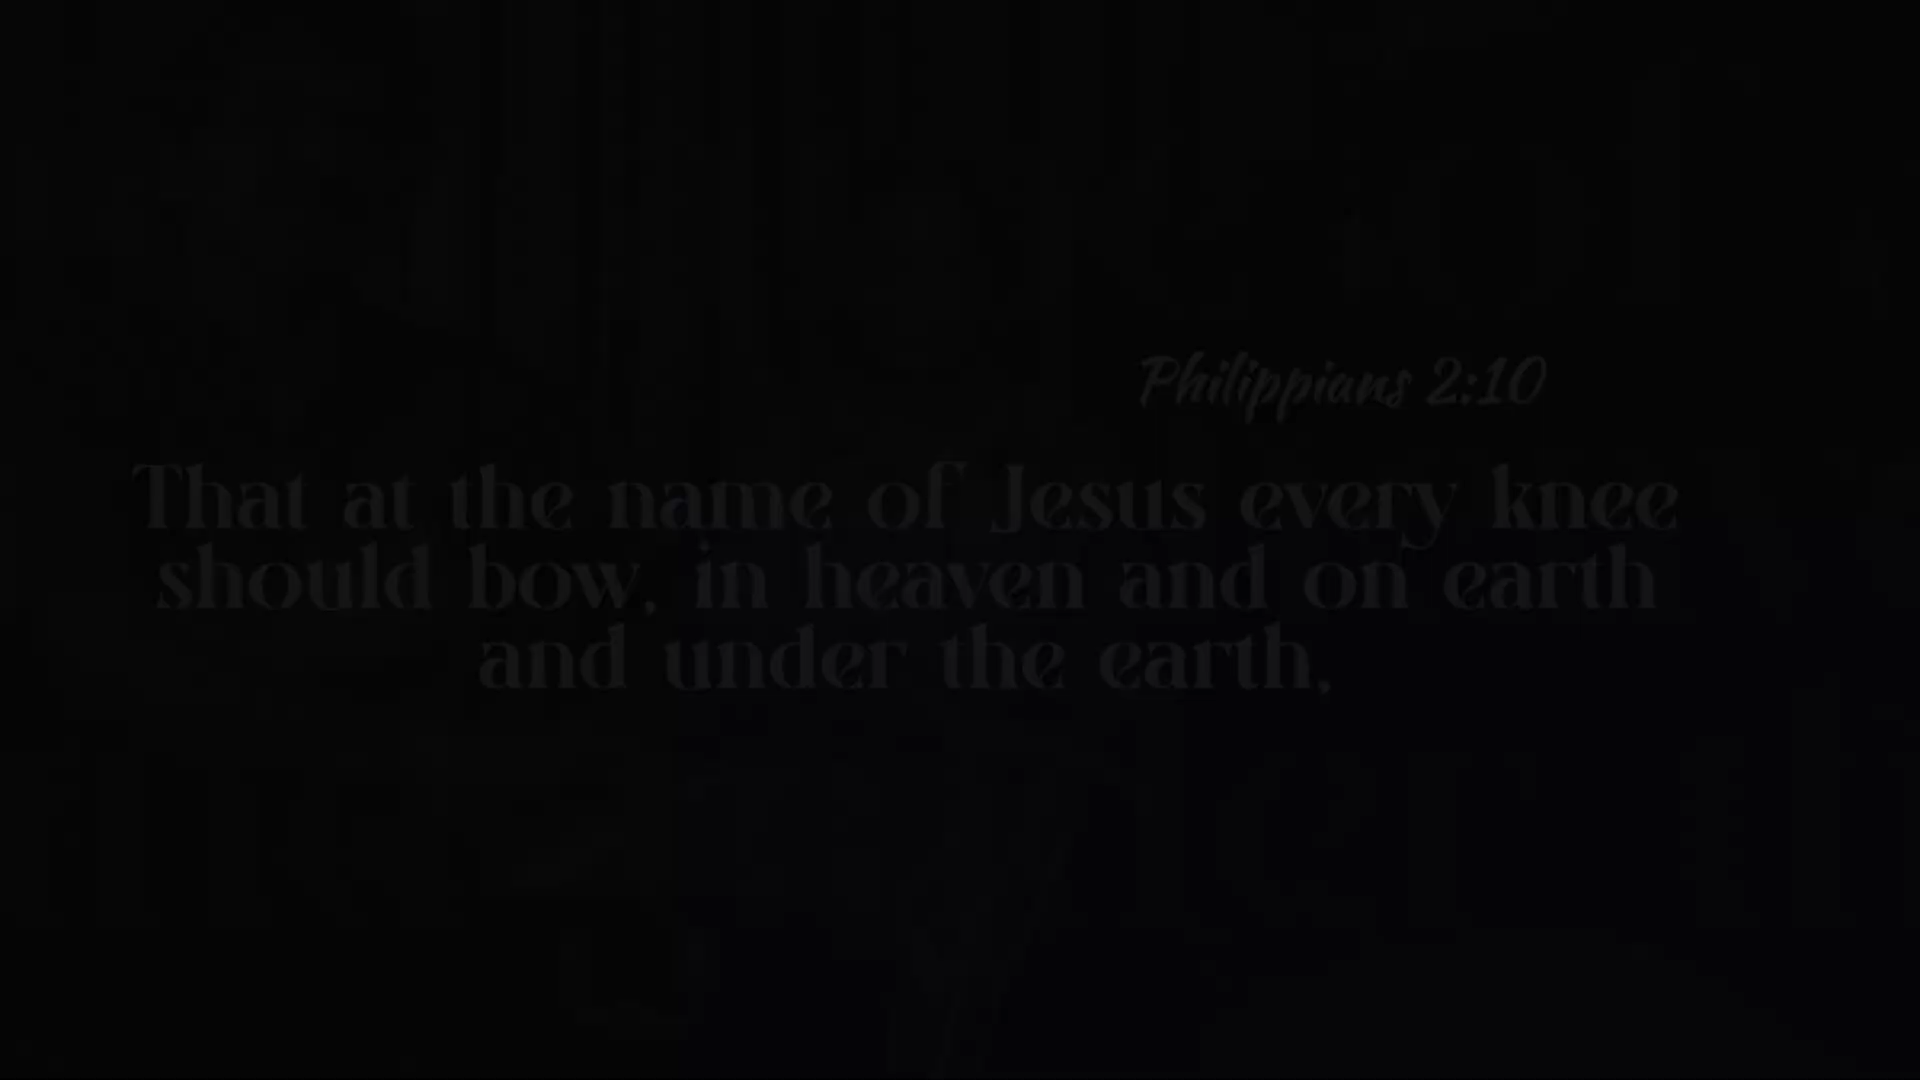 Philippians 2:10
That at the name of Jesus every knee
should bow, in heaven and on earth
and under the earth,